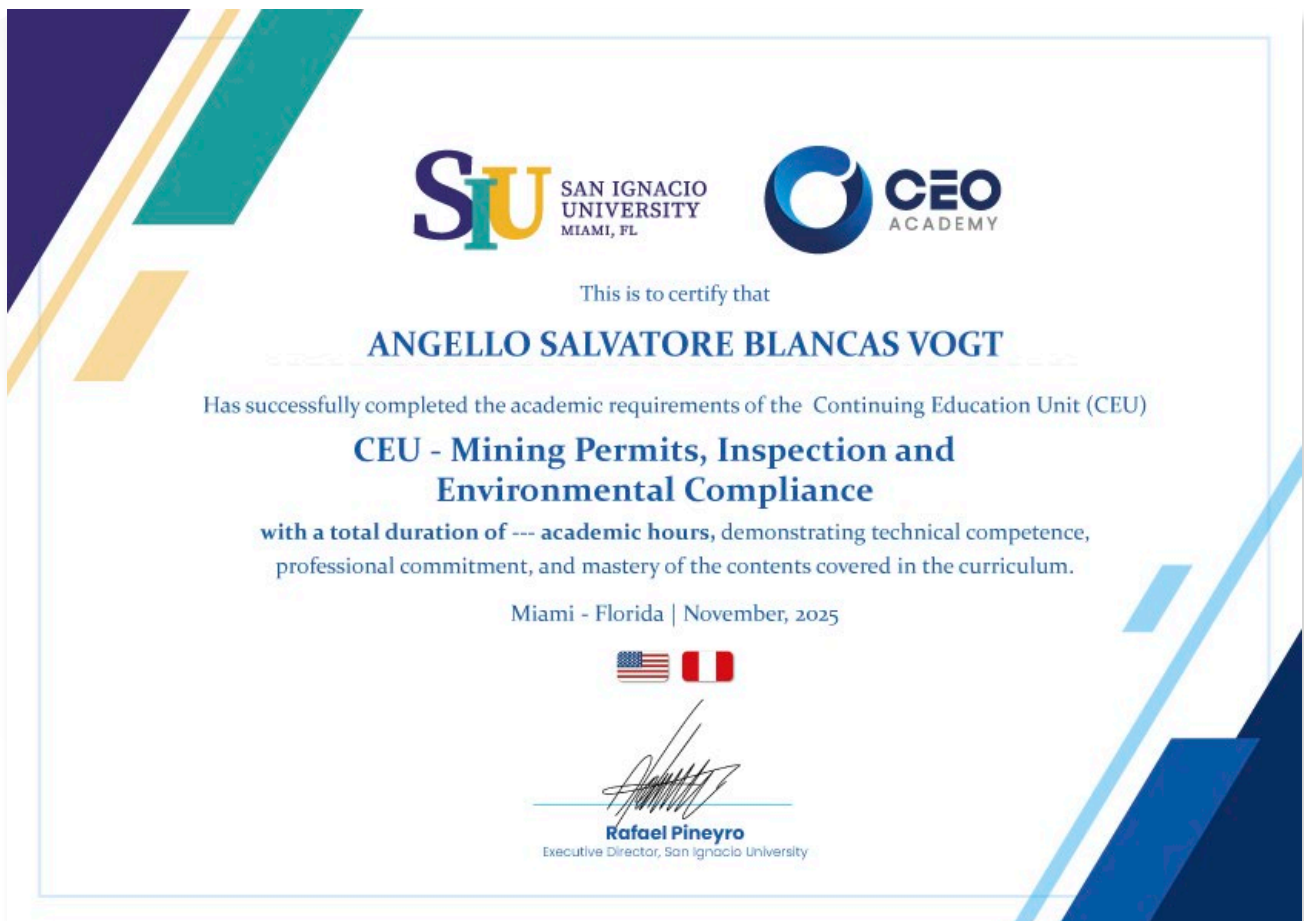 SIU SAN IGNACIO
UNIVERSITY
MIAMI, FL
CEO
ACADEMY
This is to certify that
ANGELLO SALVATORE BLANCAS VOGT
Has successfully completed the academic requirements of the Continuing Education Unit (CEU)
CEU - Mining Permits, Inspection and
Environmental Compliance
with a total duration of --- academic hours, demonstrating technical competence,
professional commitment, and mastery of the contents covered in the curriculum.
Miami - Florida | November, 2025
Rafael Pineyro
Executive Director, San Ignacio University